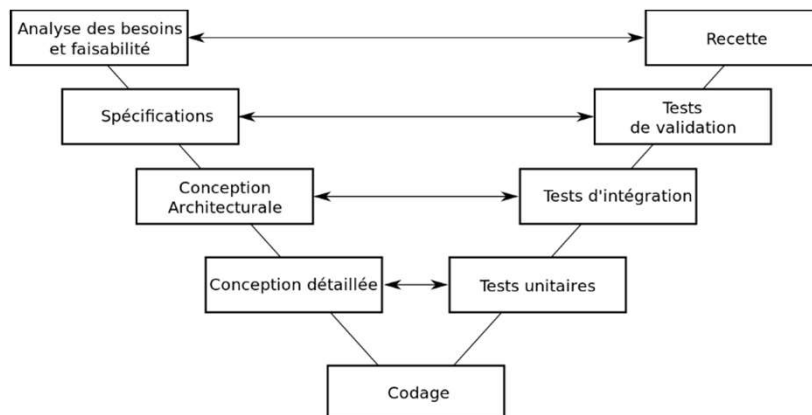 Analyse des besoins
et faisabilité
Recette
Spécifications
Tests
de validation
Conception
Architecturale
Tests d'intégration
Conception détaillée
Tests unitaires
Codage